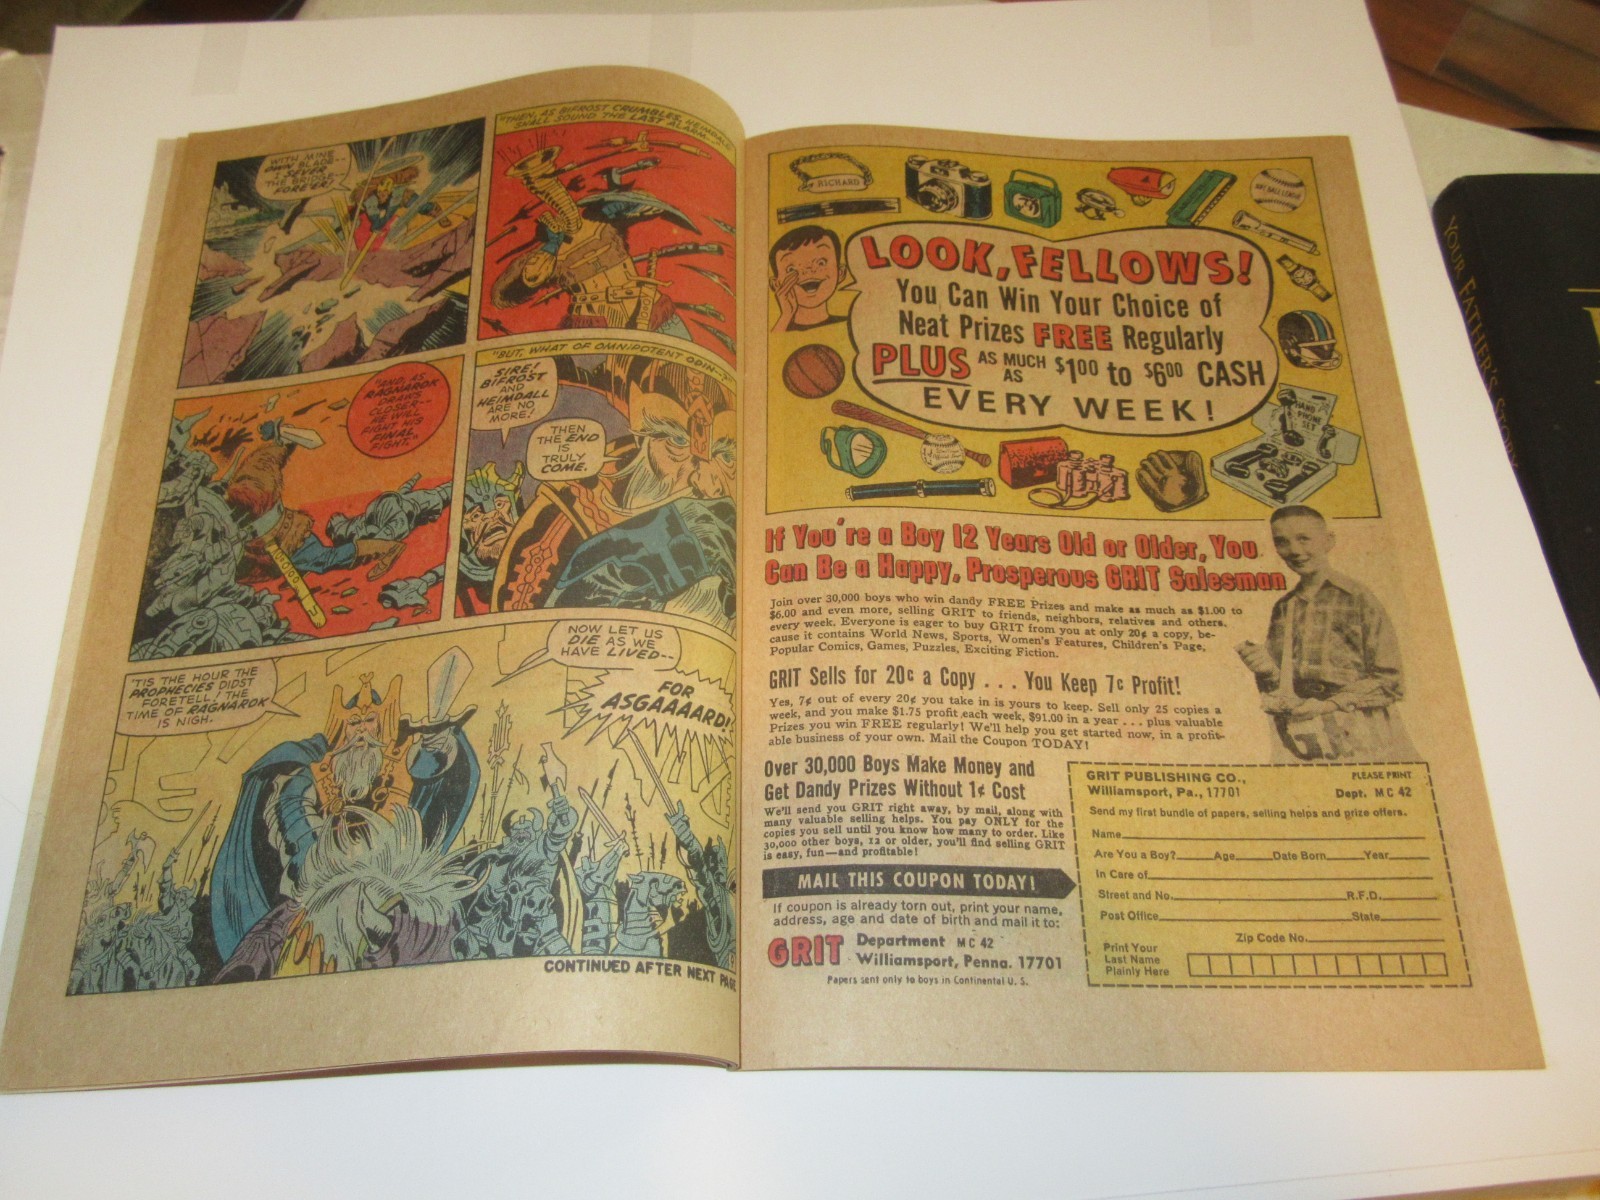 WITH MINE
OWN BLADE--
I SEVER
THE BRIDGE--
FORE'ER!
"THEN, AS BIFROST CRUMBLES, HEIMDALL
SHALL SOUND THE LAST ALARM--
"AND, AS
RAGNAROK
DRAWS
CLOSER--
HE WILL
FIGHT HIS
FINAL
FIGHT."
"BUT, WHAT OF OMNIPOTENT ODIN--?"
SIRE!
BIFROST
AND
HEIMDALL
ARE NO
MORE!
THEN
THE END
IS
TRULY
COME.
'TIS THE HOUR THE
PROPHECIES DIDST
FORETELL! THE
TIME OF RAGNAROK
IS NIGH.
NOW LET US
DIE AS WE
HAVE LIVED--
FOR
ASGAAAARD!
CONTINUED AFTER NEXT PAGE
RICHARD
LOOK, FELLOWS!
You Can Win Your Choice of
Neat Prizes FREE Regularly
PLUS AS MUCH AS $1.00 to $6.00 CASH
EVERY WEEK!
HAND
PHONE
SET
If You're a Boy 12 Years Old or Older, You
Can Be a Happy, Prosperous GRIT Salesman
Join over 30,000 boys who win dandy FREE Prizes and make as much as $1.00 to
$6.00 and even more, selling GRIT to friends, neighbors, relatives and others,
every week. Everyone is eager to buy GRIT from you at only 20¢ a copy, be-
cause it contains World News, Sports, Women's Features, Children's Page,
Popular Comics, Games, Puzzles, Exciting Fiction.
GRIT Sells for 20¢ a Copy . . . You Keep 7¢ Profit!
Yes, 7¢ out of every 20¢ you take in is yours to keep. Sell only 25 copies a
week, and you make $1.75 profit each week, $91.00 in a year . . . plus valuable
Prizes you win FREE regularly! We'll help you get started now, in a profit-
able business of your own. Mail the Coupon TODAY!
Over 30,000 Boys Make Money and
Get Dandy Prizes Without 1¢ Cost
We'll send you GRIT right away, by mail, along with
many valuable selling helps. You pay ONLY for the
copies you sell until you know how many to order. Like
30,000 other boys, 12 or older, you'll find selling GRIT
is easy, fun—and profitable!
MAIL THIS COUPON TODAY!
If coupon is already torn out, print your name,
address, age and date of birth and mail it to:
GRIT Department MC 42
Williamsport, Penna. 17701
Papers sent only to boys in Continental U. S.
GRIT PUBLISHING CO., PLEASE PRINT
Williamsport, Pa., 17701 Dept. MC 42
Send my first bundle of papers, selling helps and prize offers.
Name
Are You a Boy? Age Date Born Year
In Care of
Street and No. R.F.D.
Post Office State
Zip Code No.
Print Your
Last Name
Plainly Here
YOUR FATHER'S STORY